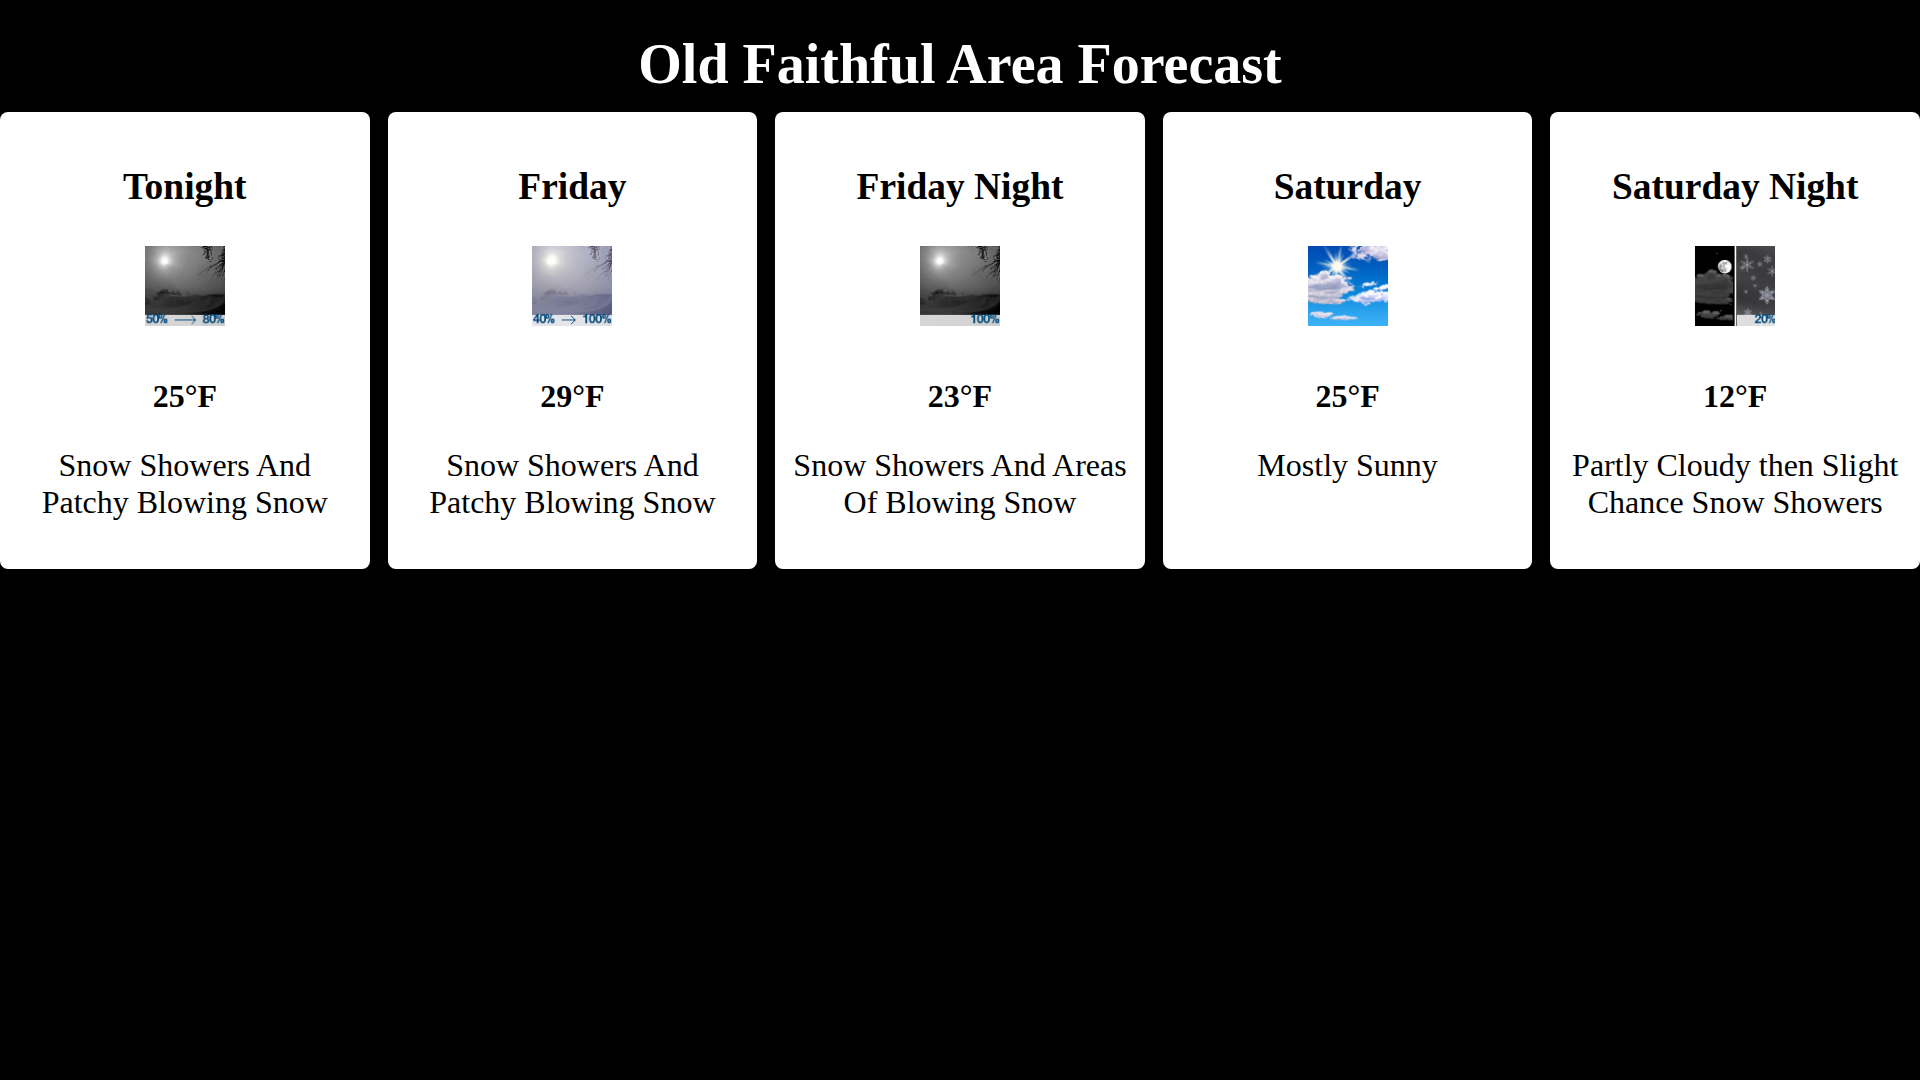 Old Faithful Area Forecast
Tonight
50% → 80%
25°F
Snow Showers And
Patchy Blowing Snow
Friday
40% → 100%
29°F
Snow Showers And
Patchy Blowing Snow
Friday Night
100%
23°F
Snow Showers And Areas
Of Blowing Snow
Saturday
25°F
Mostly Sunny
Saturday Night
20%
12°F
Partly Cloudy then Slight
Chance Snow Showers